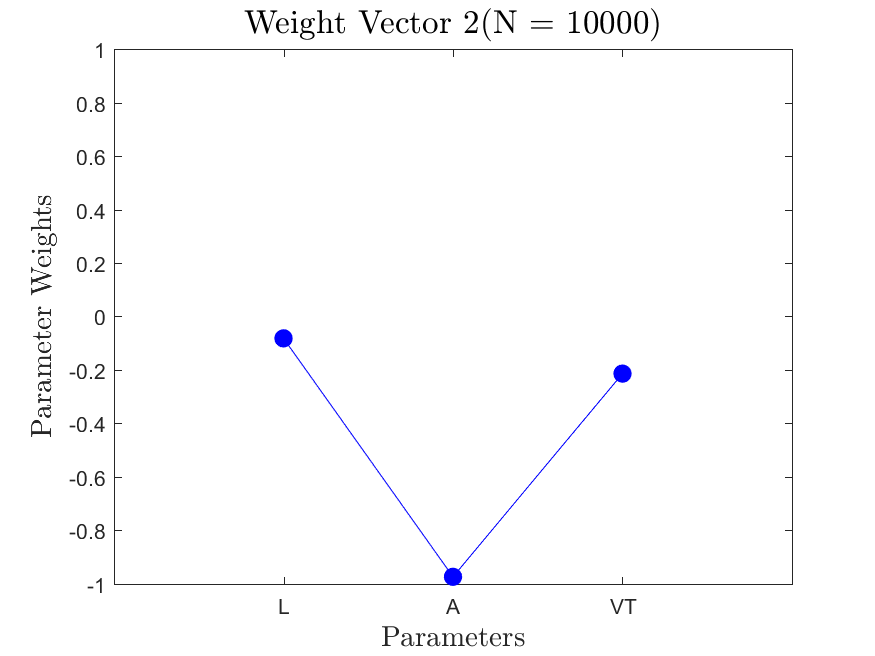 Weight Vector 2(N = 10000)
1
0.8
0.6
0.4
0.2
0
-0.2
-0.4
-0.6
-0.8
-1
Parameter Weights
L A VT
Parameters